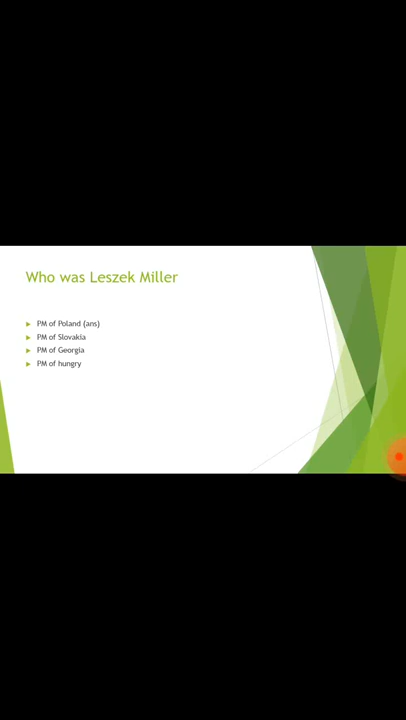 Who was Leszek Miller
PM of Poland (ans)
PM of Slovakia
PM of Georgia
PM of hungry